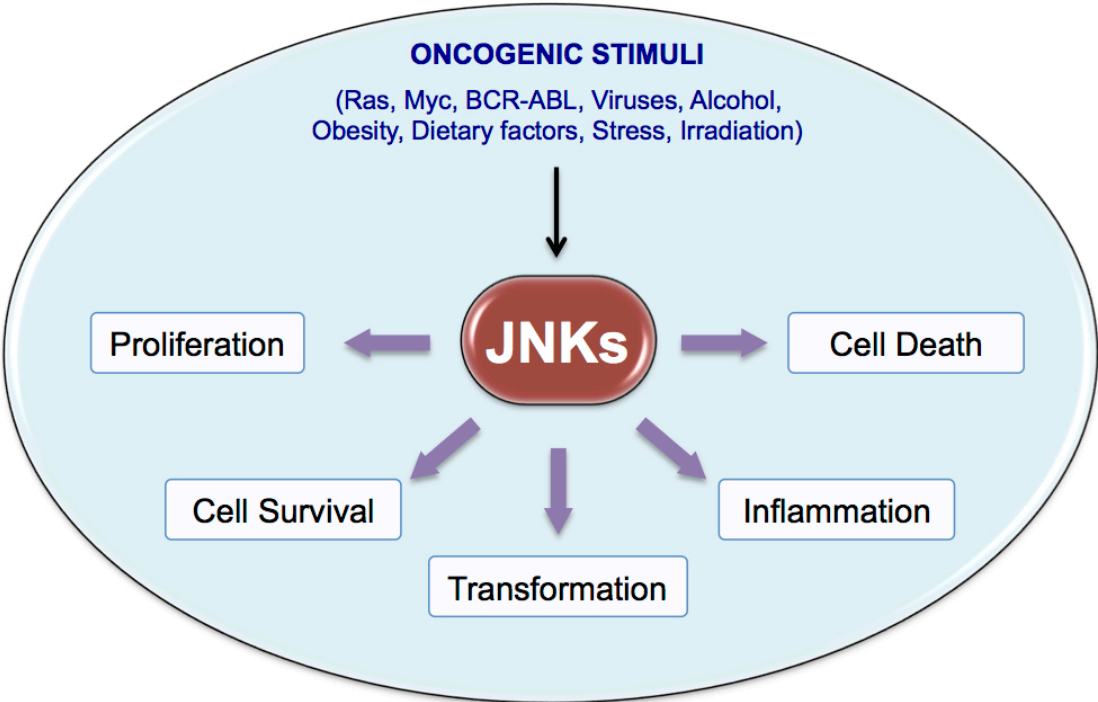 ONCOGENIC STIMULI
(Ras, Myc, BCR-ABL, Viruses, Alcohol,
Obesity, Dietary factors, Stress, Irradiation)
JNKs
Proliferation
Cell Death
Cell Survival
Inflammation
Transformation